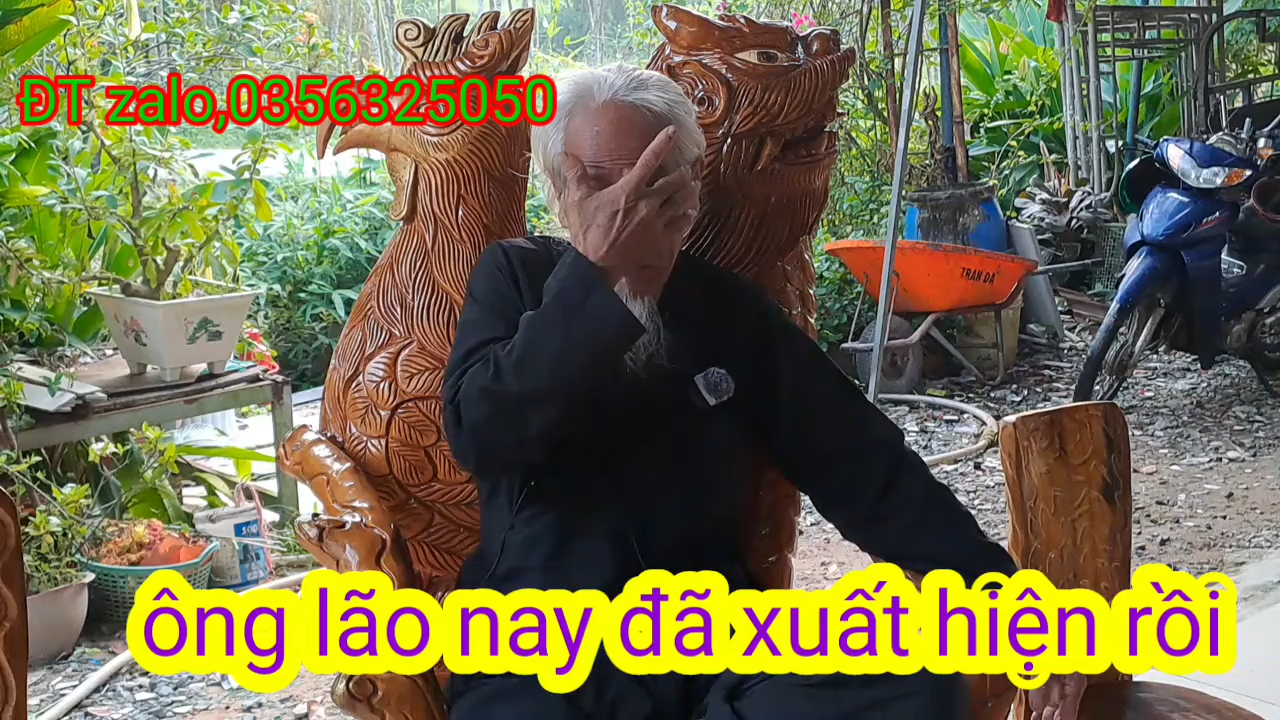 ĐT zalo,0356325050
TRAN DA
ông lão nay đã xuất hiện rồi